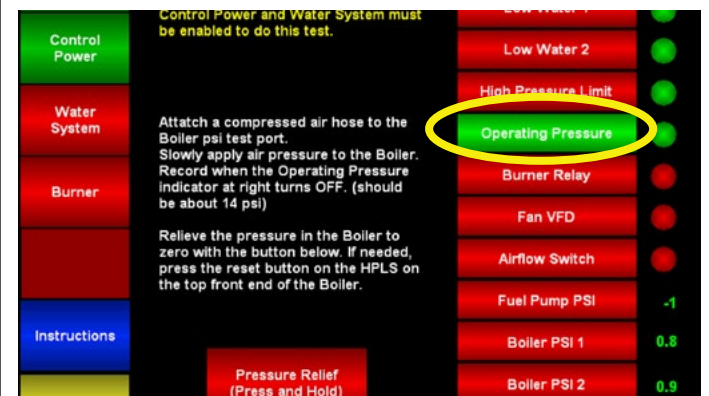 Control
Power
Water
System
Burner
Instructions
Control Power and Water System must
be enabled to do this test.
Attatch a compressed air hose to the
Boiler psi test port.
Slowly apply air pressure to the Boiler.
Record when the Operating Pressure
indicator at right turns OFF. (should
be about 14 psi)
Relieve the pressure in the Boiler to
zero with the button below. If needed,
press the reset button on the HPLS on
the top front end of the Boiler.
Pressure Relief
(Press and Hold)
Low Water 1
Low Water 2
High Pressure Limit
Operating Pressure
Burner Relay
Fan VFD
Airflow Switch
Fuel Pump PSI -1
Boiler PSI 1 0.8
Boiler PSI 2 0.9